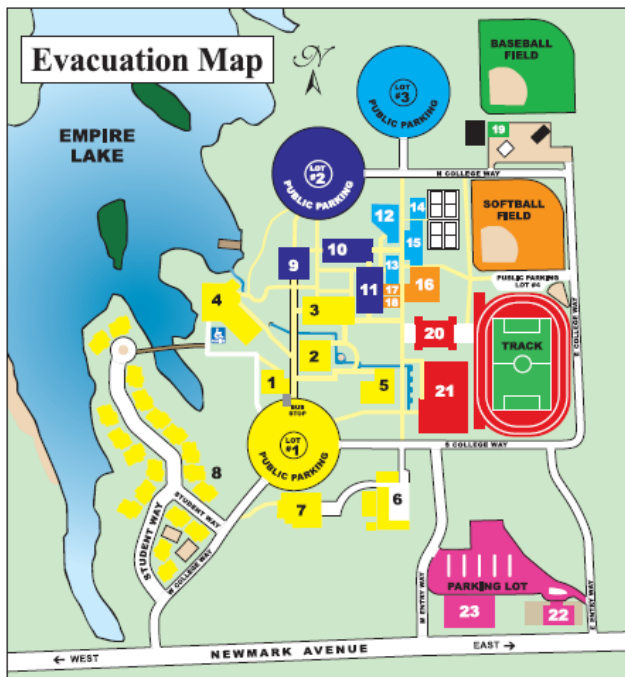 Evacuation Map
N
BASEBALL
FIELD
LOT
#3
PUBLIC PARKING
EMPIRE
LAKE
19
LOT
#2
PUBLIC PARKING
N COLLEGE WAY
12
14
SOFTBALL
FIELD
15
10
9
13
PUBLIC PARKING
LOT #4
11
17
16
18
4
3
E COLLEGE WAY
20
TRACK
2
1
5
21
BUS
STOP
LOT
#1
PUBLIC PARKING
S COLLEGE WAY
8
STUDENT WAY
6
7
STUDENT WAY
W COLLEGE WAY
PARKING LOT
M ENTRY WAY
23
22
E ENTRY WAY
← WEST
NEWMARK AVENUE
EAST →